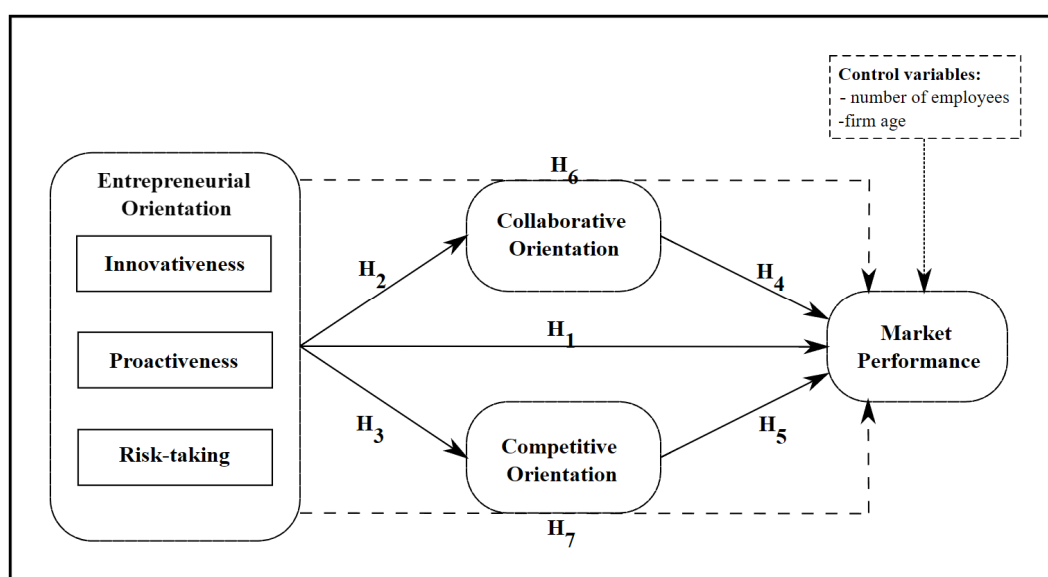 Control variables:
- number of employees
-firm age
H6
Entrepreneurial
Orientation
Collaborative
Orientation
Innovativeness
H2
H4
H1
Market
Performance
Proactiveness
H3
H5
Competitive
Orientation
Risk-taking
H7